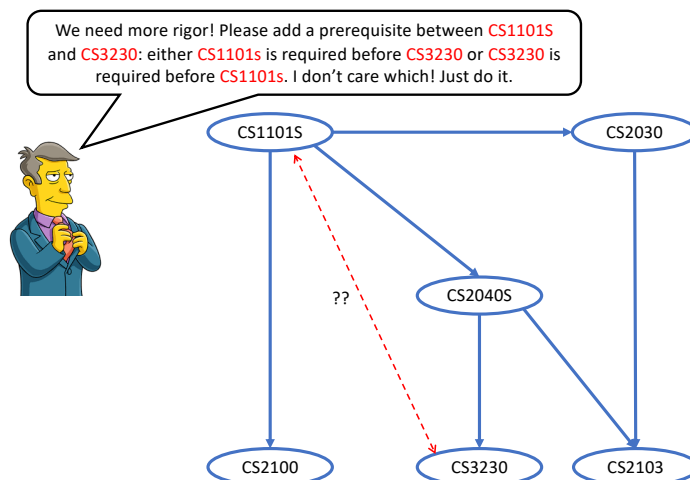 We need more rigor! Please add a prerequisite between CS1101S
and CS3230: either CS1101s is required before CS3230 or CS3230 is
required before CS1101s. I don’t care which! Just do it.
CS1101S
CS2030
CS2040S
??
CS2100
CS3230
CS2103